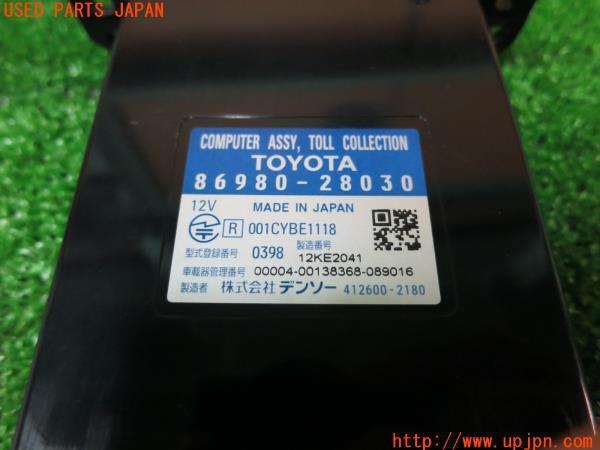 USED PARTS JAPAN
COMPUTER ASSY, TOLL COLLECTION
TOYOTA
86980-28030
12V MADE IN JAPAN
R 001CYBE1118
型式登録番号 0398 製造番号 12KE2041
車載器管理番号 00004-00138368-089016
製造者 株式会社 デンソー 412600-2180
http://www.upjpn.com/